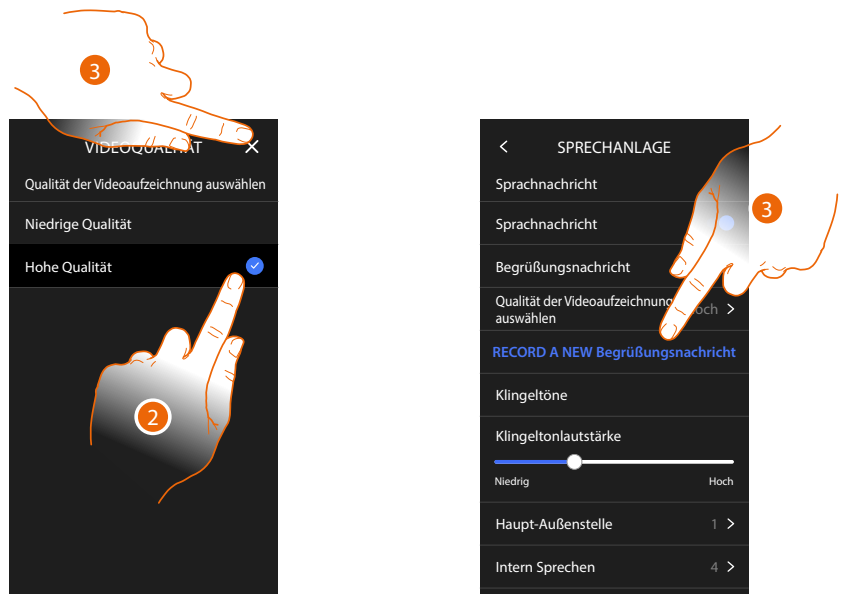 3
VIDEOQUALITÄT
Qualität der Videoaufzeichnung auswählen
Niedrige Qualität
Hohe Qualität
2
SPRECHANLAGE
Sprachnachricht
Sprachnachricht
3
Begrüßungsnachricht
Qualität der Videoaufzeichnung
auswählen
RECORD A NEW Begrüßungsnachricht
Klingeltöne
Klingeltonlautstärke
Niedrig Hoch
Haupt-Außenstelle 1 >
Intern Sprechen 4 >